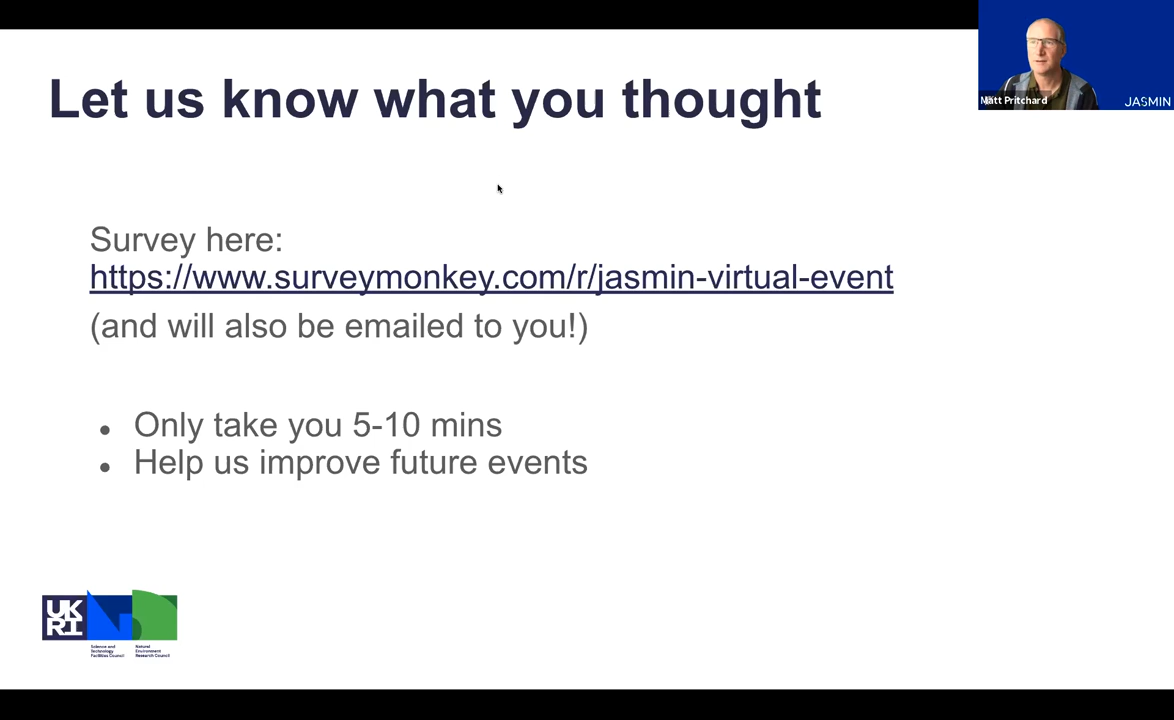 Let us know what you thought
Matt Pritchard
JASMIN
Survey here:
https://www.surveymonkey.com/r/jasmin-virtual-event
(and will also be emailed to you!)
Only take you 5-10 mins
Help us improve future events
UK
RI
Science and
Technology
Facilities Council
Natural
Environment
Research Council